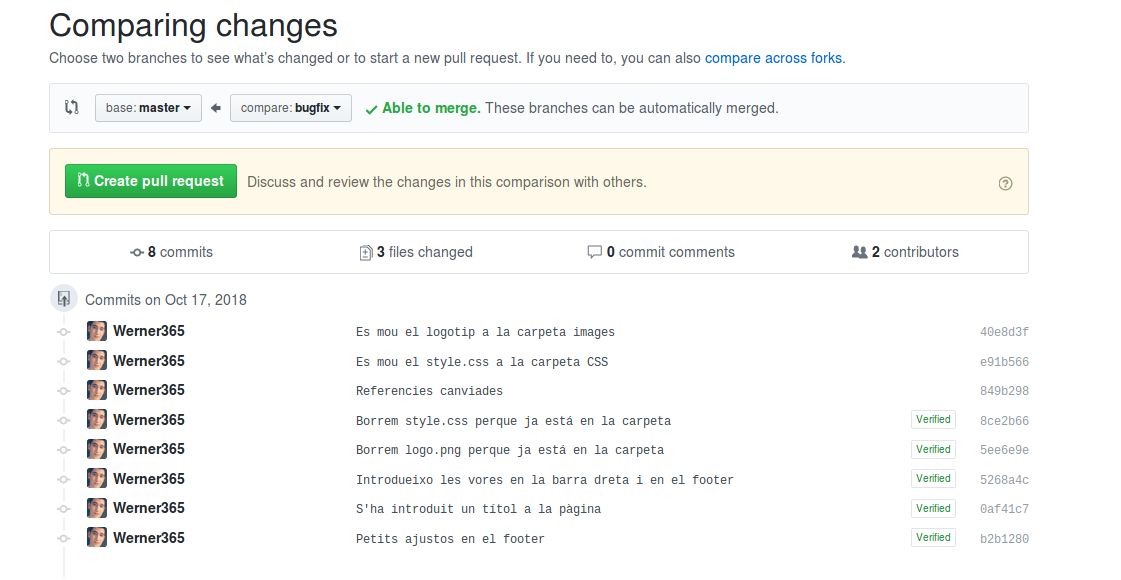 Comparing changes
Choose two branches to see what's changed or to start a new pull request. If you need to, you can also compare across forks.
base: master compare: bugfix Able to merge. These branches can be automatically merged.
Create pull request Discuss and review the changes in this comparison with others.
8 commits 3 files changed 0 commit comments 2 contributors
Commits on Oct 17, 2018
Werner365 Es mou el logotip a la carpeta images 40e8d3f
Werner365 Es mou el style.css a la carpeta CSS e91b566
Werner365 Referencies canviades 849b298
Werner365 Borrem style.css perque ja está en la carpeta Verified 8ce2b66
Werner365 Borrem logo.png perque ja está en la carpeta Verified 5ee6e9e
Werner365 Introdueixo les vores en la barra dreta i en el footer Verified 5268a4c
Werner365 S'ha introduit un títol a la pàgina Verified 0af41c7
Werner365 Petits ajustos en el footer Verified b2b1280